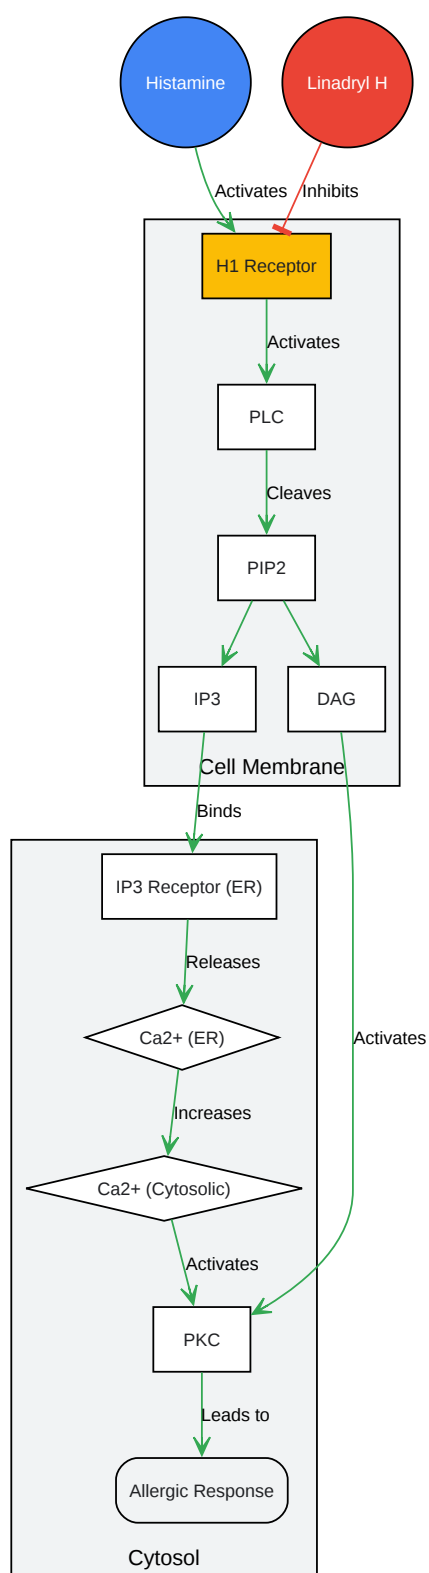 Histamine
Linadryl H
Activates
Inhibits
H1 Receptor
Activates
PLC
Cleaves
PIP2
IP3
DAG
Cell Membrane
Binds
IP3 Receptor (ER)
Releases
Ca2+ (ER)
Activates
Increases
Ca2+ (Cytosolic)
Activates
PKC
Leads to
Allergic Response
Cytosol